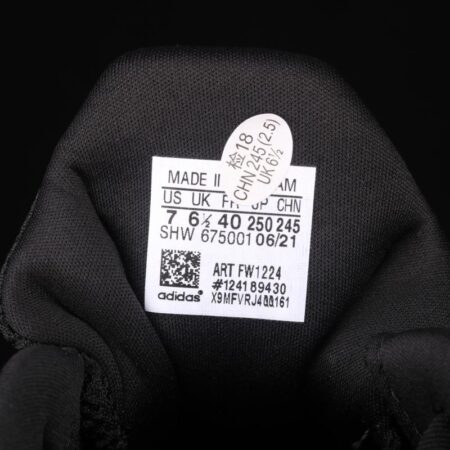 检18
CHN 245(2.5)
UK 6½
MADE I AM
US UK FR JP CHN
7 6½ 40 250 245
SHW 675001 06/21
ART FW1224
#124189430
adidas®